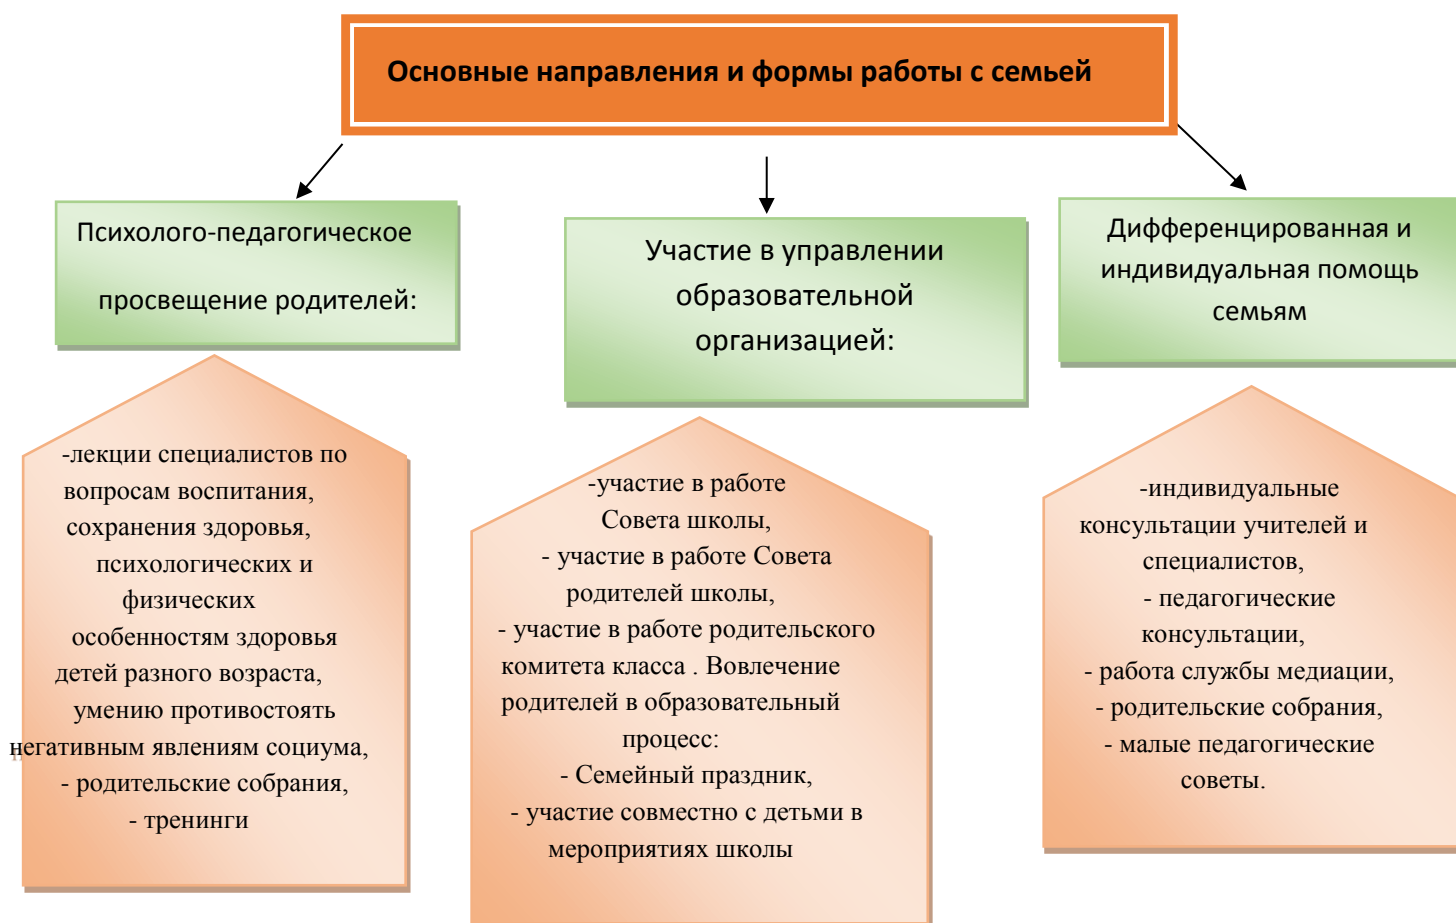 Основные направления и формы работы с семьей
Психолого-педагогическое
просвещение родителей:
-лекции специалистов по
вопросам воспитания,
сохранения здоровья,
психологических и
физических
особенностям здоровья
детей разного возраста,
умению противостоять
негативным явлениям социума,
- родительские собрания,
- тренинги
Участие в управлении
образовательной
организацией:
-участие в работе
Совета школы,
- участие в работе Совета
родителей школы,
- участие в работе родительского
комитета класса . Вовлечение
родителей в образовательный
процесс:
- Семейный праздник,
- участие совместно с детьми в
мероприятиях школы
Дифференцированная и
индивидуальная помощь
семьям
-индивидуальные
консультации учителей и
специалистов,
- педагогические
консультации,
- работа службы медиации,
- родительские собрания,
- малые педагогические
советы.